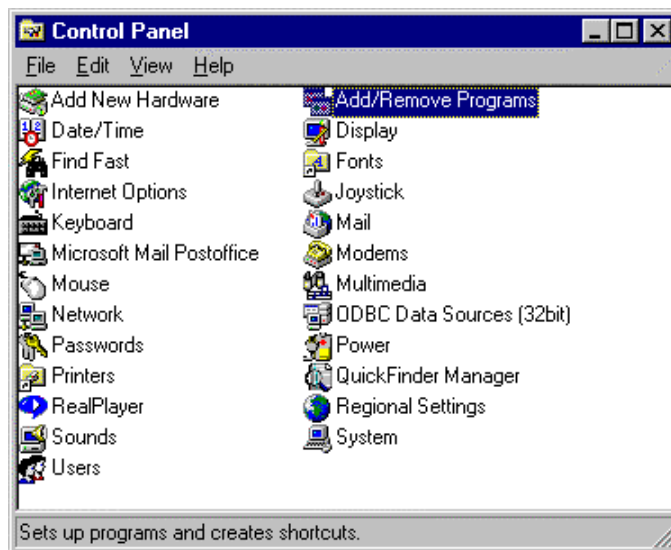 Control Panel
File Edit View Help
Add New Hardware Add/Remove Programs
Date/Time Display
Find Fast Fonts
Internet Options Joystick
Keyboard Mail
Microsoft Mail Postoffice Modems
Mouse Multimedia
Network ODBC Data Sources (32bit)
Passwords Power
Printers QuickFinder Manager
RealPlayer Regional Settings
Sounds System
Users
Sets up programs and creates shortcuts.